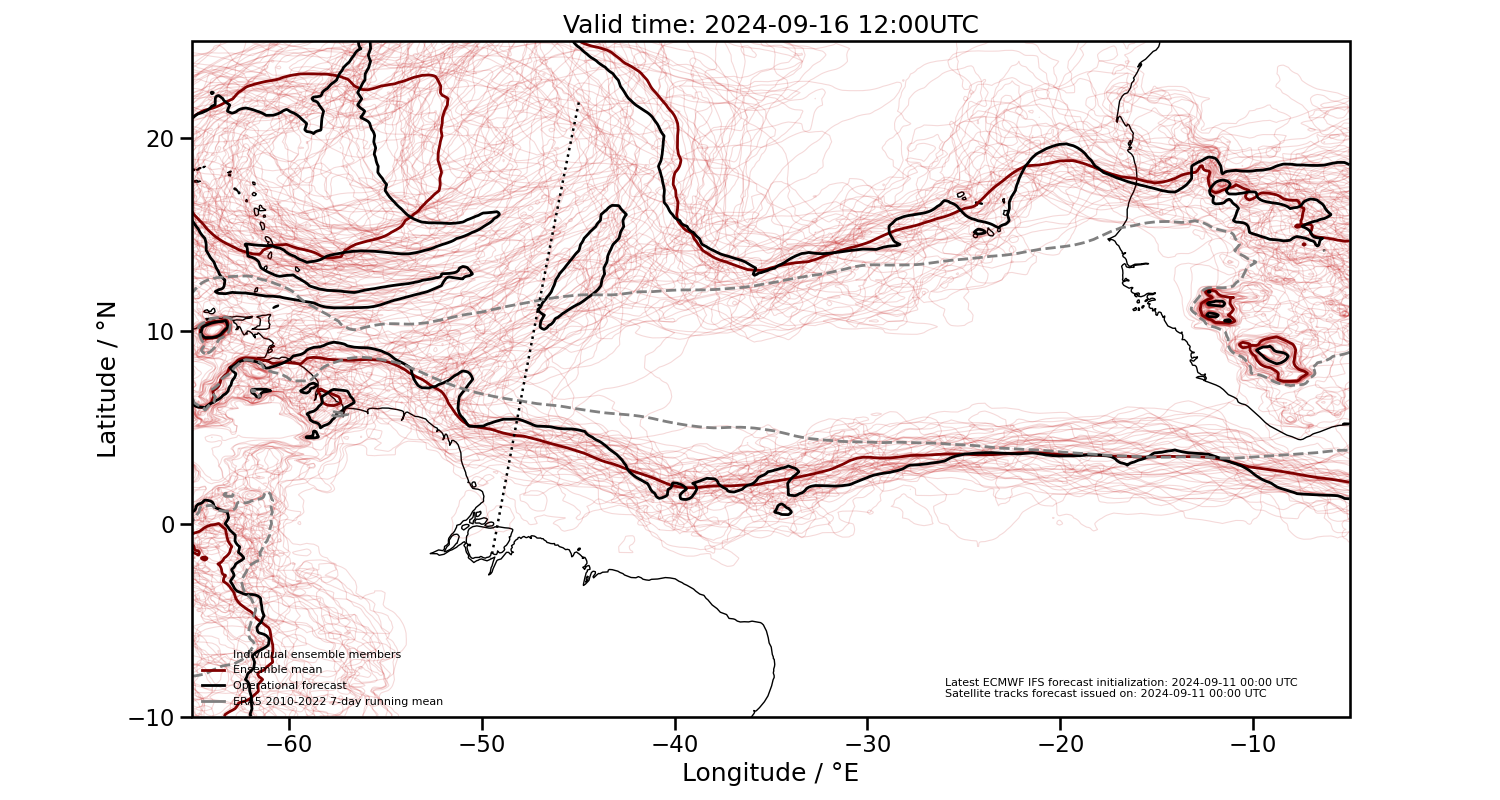 Valid time: 2024-09-16 12:00UTC
20
10
0
−10
Latitude / °N
−60
−50
−40
−30
−20
−10
Longitude / °E
Individual ensemble members
Ensemble mean
Operational forecast
ERA5 2010-2022 7-day running mean
Latest ECMWF IFS forecast initialization: 2024-09-11 00:00 UTC
Satellite tracks forecast issued on: 2024-09-11 00:00 UTC